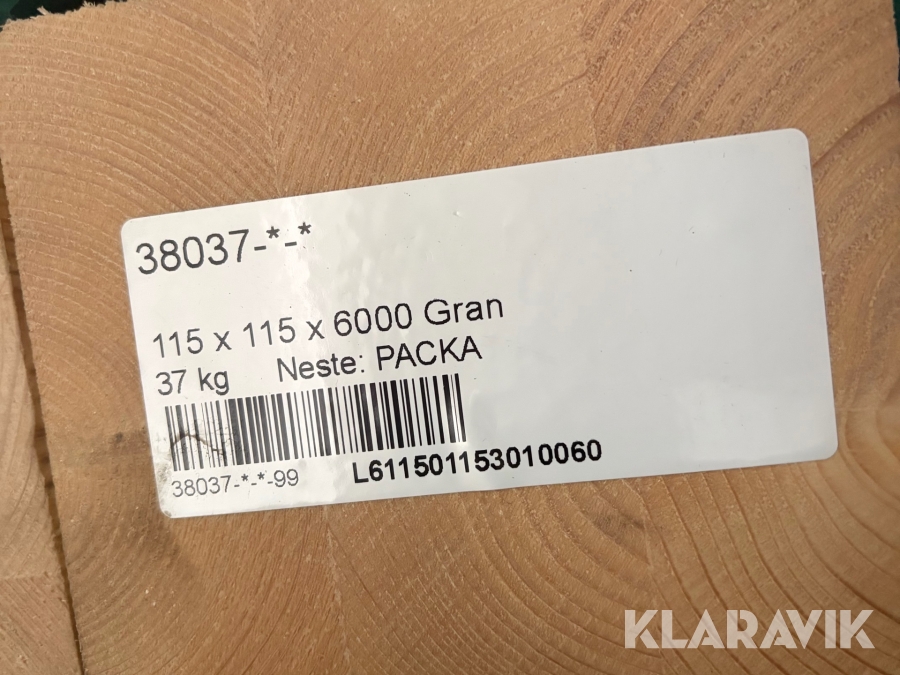 38037-*-*
115 x 115 x 6000 Gran
37 kg Neste: PACKA
38037-*-*-99 L611501153010060
KLARAVIK